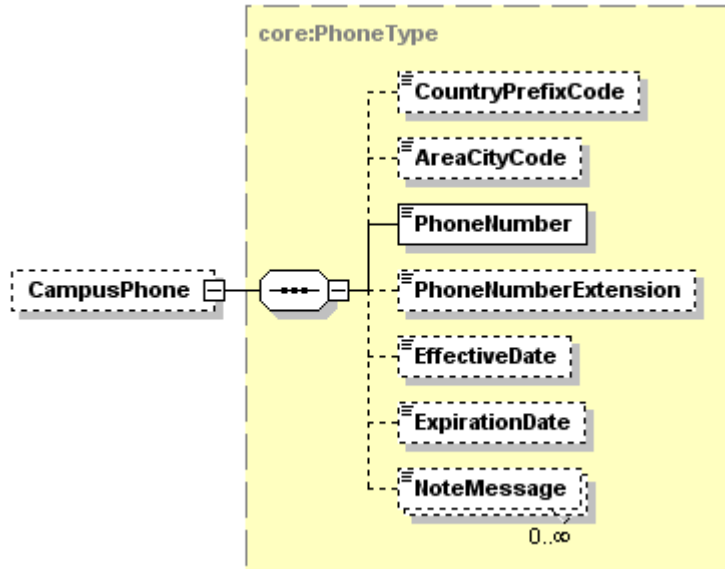 core:PhoneType
CountryPrefixCode
AreaCityCode
PhoneNumber
CampusPhone
PhoneNumberExtension
EffectiveDate
ExpirationDate
NoteMessage
0..∞